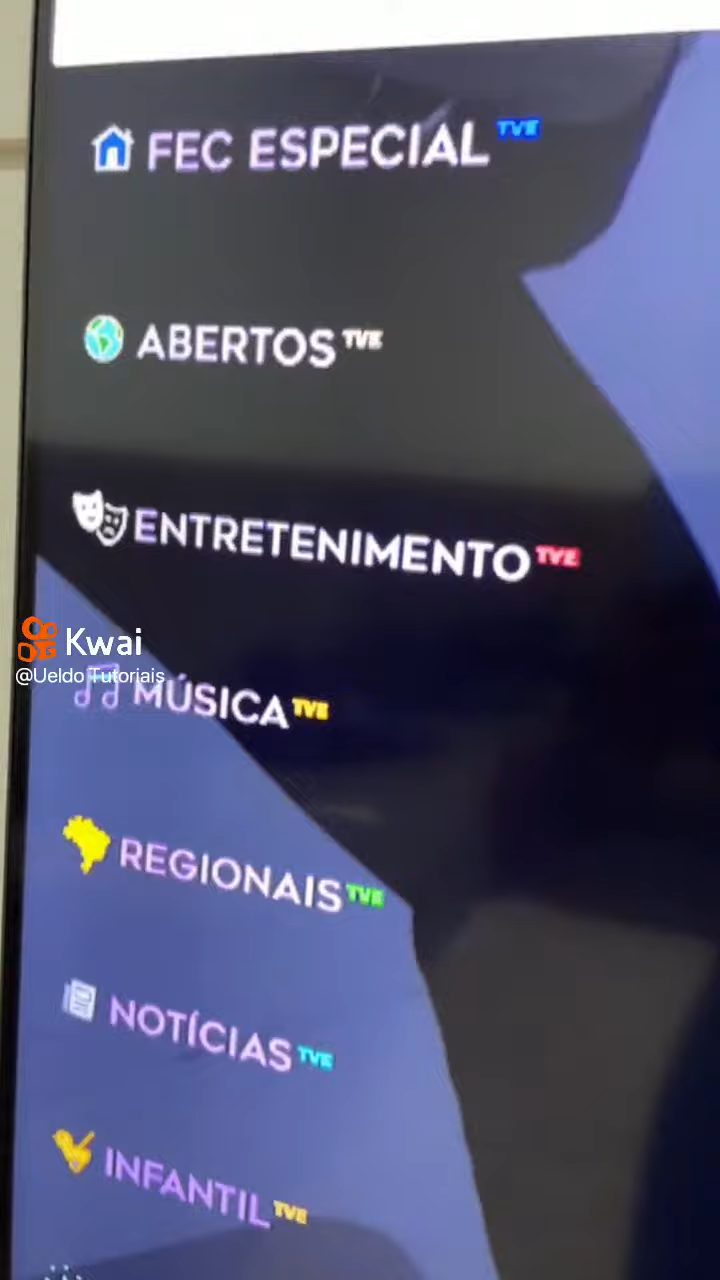 FEC ESPECIAL TVE
ABERTOS TVE
ENTRETENIMENTO TVE
Kwai
@Ueldo Tutoriais
MÚSICA TVE
REGIONAIS TVE
NOTÍCIAS TVE
INFANTIL TVE